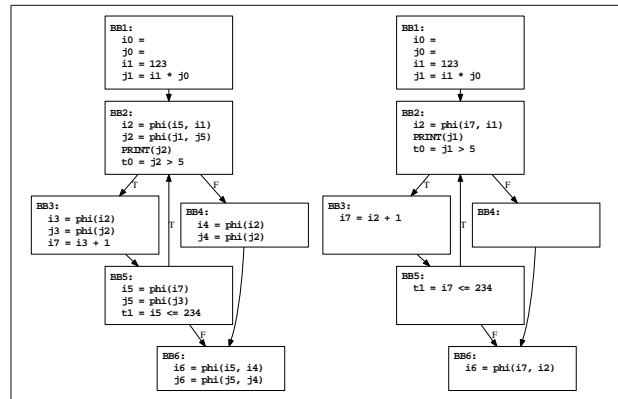 BB1:
i0 =
j0 =
i1 = 123
j1 = i1 * j0
BB2:
i2 = phi(i5, i1)
j2 = phi(j1, j5)
PRINT(j2)
t0 = j2 > 5
T
F
BB3:
i3 = phi(i2)
j3 = phi(j2)
i7 = i3 + 1
T
BB4:
i4 = phi(i2)
j4 = phi(j2)
BB5:
i5 = phi(i7)
j5 = phi(j3)
t1 = i5 <= 234
F
BB6:
i6 = phi(i5, i4)
j6 = phi(j5, j4)
BB1:
i0 =
j0 =
i1 = 123
j1 = i1 * j0
BB2:
i2 = phi(i7, i1)
PRINT(j1)
t0 = j1 > 5
T
F
BB3:
i7 = i2 + 1
T
BB4:
BB5:
t1 = i7 <= 234
F
BB6:
i6 = phi(i7, i2)